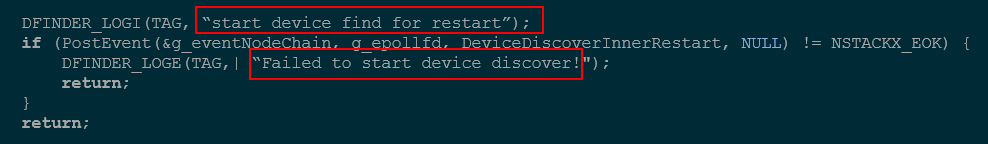 DFINDER_LOGI(TAG, “start device find for restart”);
if (PostEvent(&g_eventNodeChain, g_epollfd, DeviceDiscoverInnerRestart, NULL) != NSTACKX_EOK) {
DFINDER_LOGE(TAG,| “Failed to start device discover!");
return;
}
return;